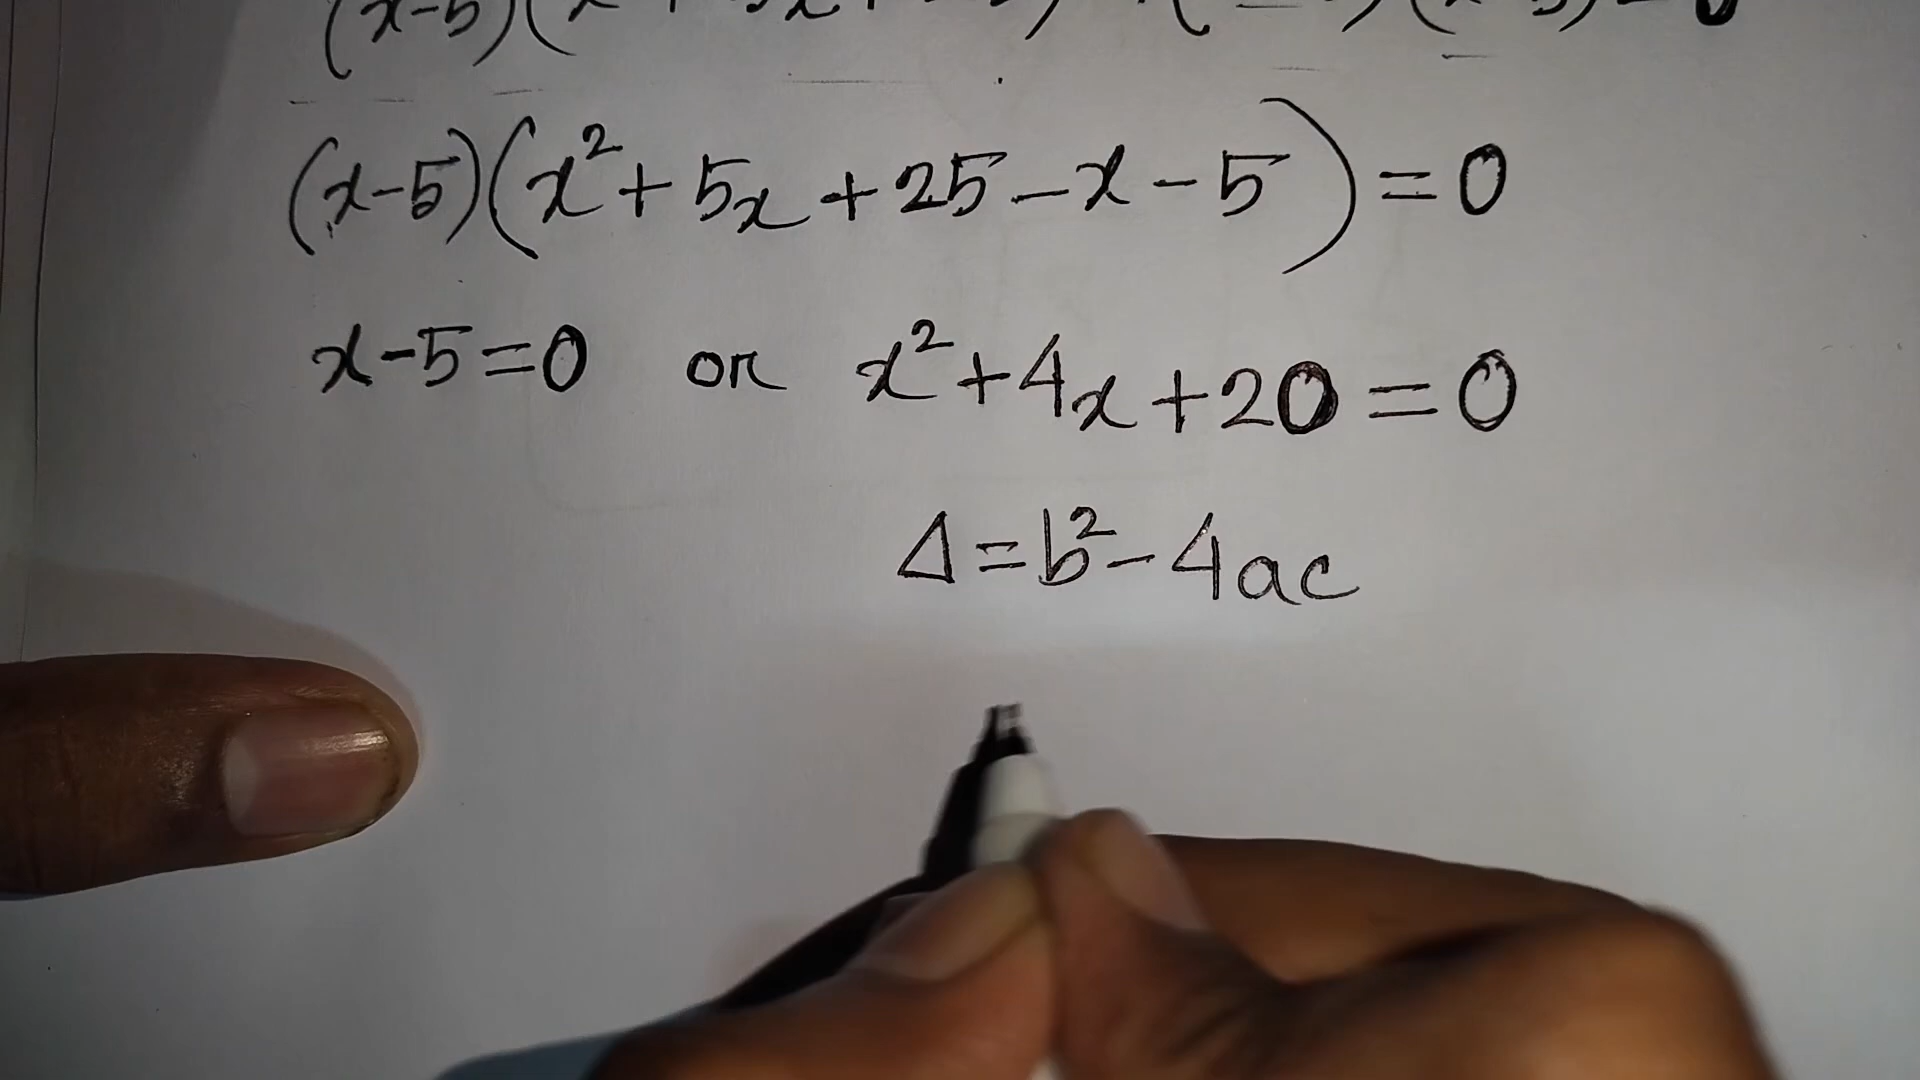 (x-5)(x²+5x+25-x-5)=0
x-5=0 or x²+4x+20=0
Δ=b²-4ac